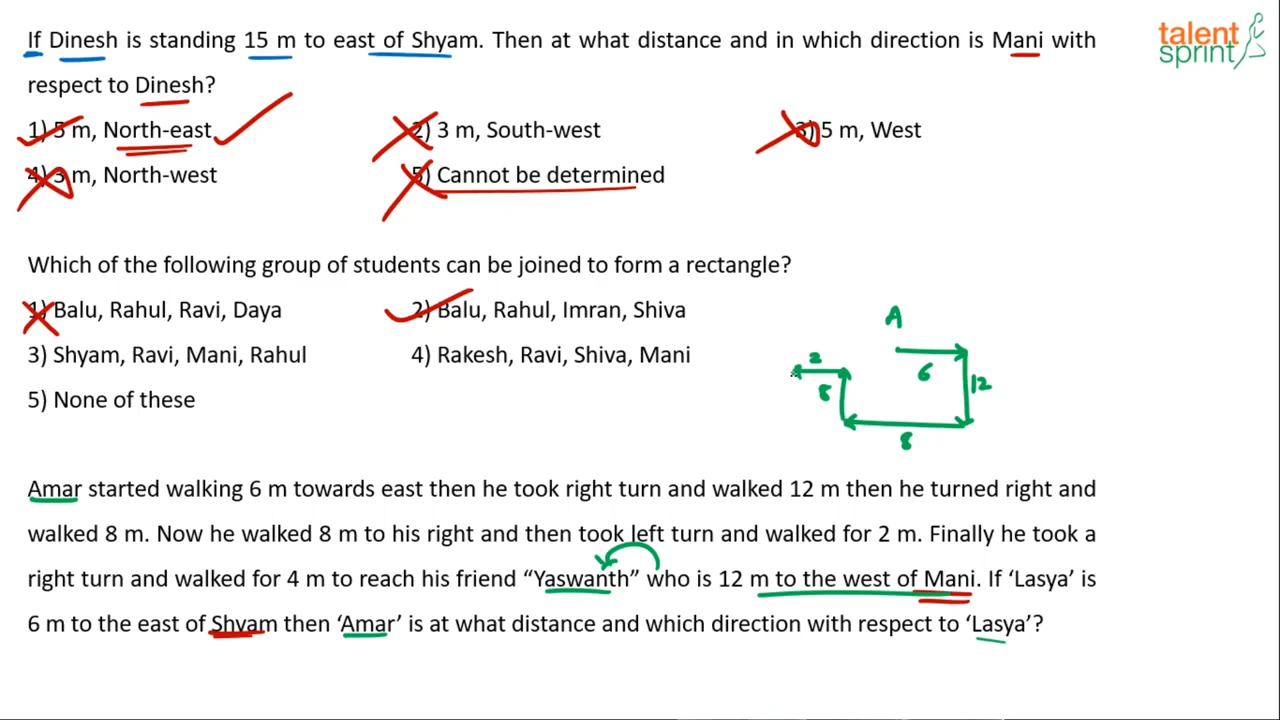 If Dinesh is standing 15 m to east of Shyam. Then at what distance and in which direction is Mani with
respect to Dinesh?
1) 5 m, North-east 2) 3 m, South-west 3) 5 m, West
4) 3 m, North-west 5) Cannot be determined
Which of the following group of students can be joined to form a rectangle?
1) Balu, Rahul, Ravi, Daya 2) Balu, Rahul, Imran, Shiva
3) Shyam, Ravi, Mani, Rahul 4) Rakesh, Ravi, Shiva, Mani
5) None of these
A
2
6
12
8
8
Amar started walking 6 m towards east then he took right turn and walked 12 m then he turned right and
walked 8 m. Now he walked 8 m to his right and then took left turn and walked for 2 m. Finally he took a
right turn and walked for 4 m to reach his friend “Yaswanth” who is 12 m to the west of Mani. If ‘Lasya’ is
6 m to the east of Shyam then ‘Amar’ is at what distance and which direction with respect to ‘Lasya’?
talent
sprint